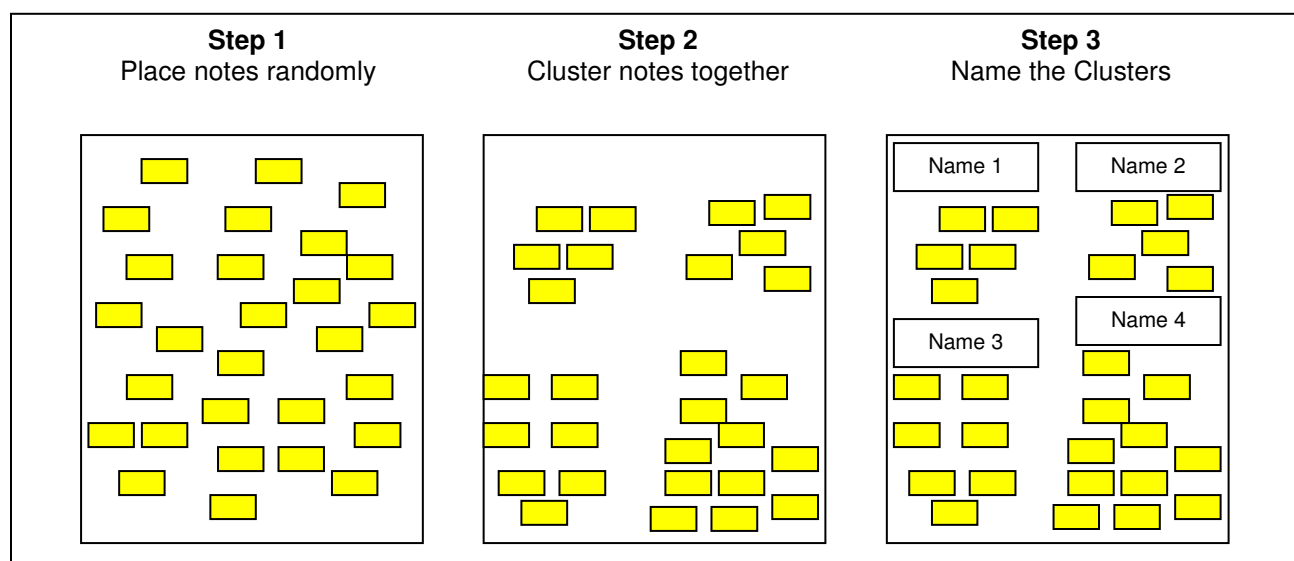 Step 1
Place notes randomly
Step 2
Cluster notes together
Step 3
Name the Clusters
Name 1
Name 2
Name 3
Name 4